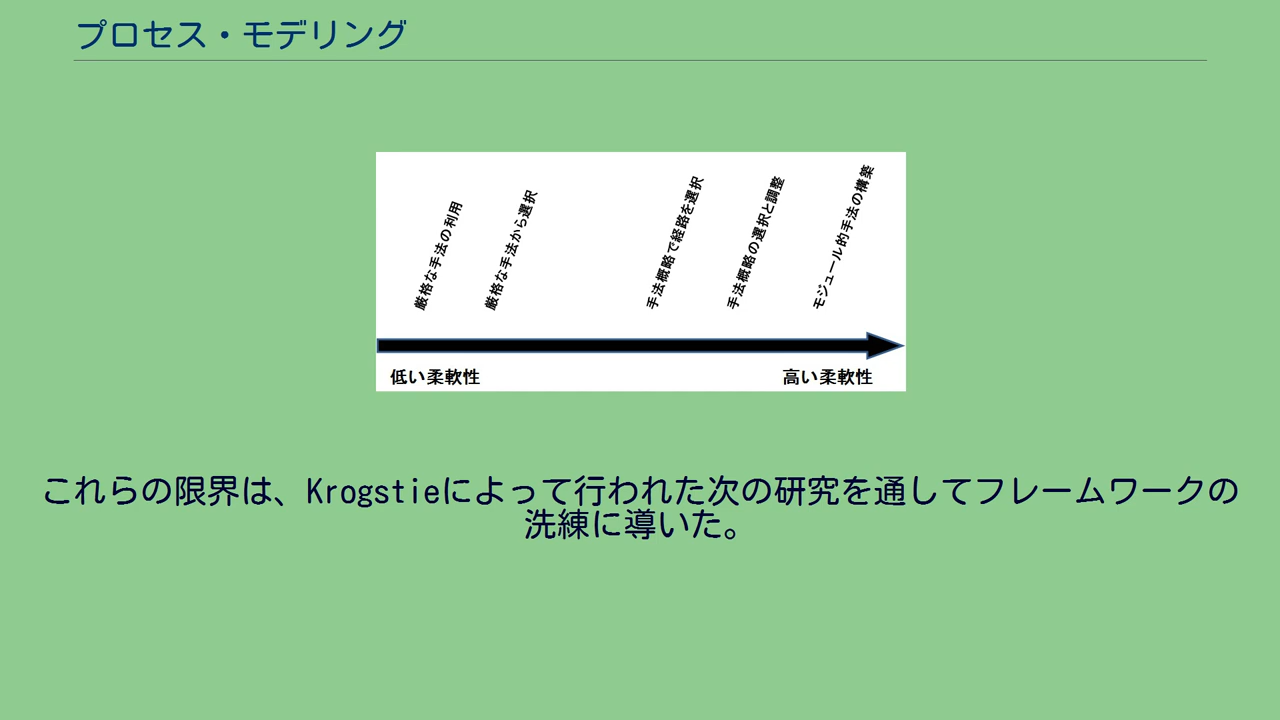 プロセス・モデリング
厳格な手法の利用
厳格な手法から選択
手法概略で経路を選択
手法概略の選択と調整
モジュール的手法の構築
低い柔軟性
高い柔軟性
これらの限界は、Krogstieによって行われた次の研究を通してフレームワークの
洗練に導いた。